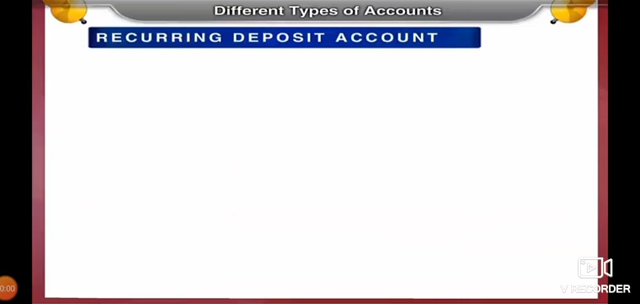 Different Types of Accounts
RECURRING DEPOSIT ACCOUNT
V RECORDER
0:00